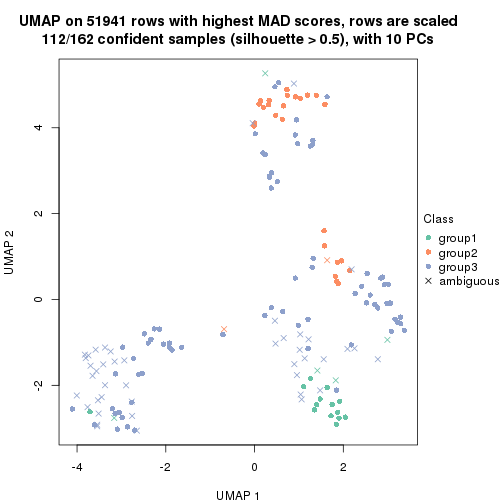 UMAP on 51941 rows with highest MAD scores, rows are scaled
112/162 confident samples (silhouette > 0.5), with 10 PCs
4
2
0
-2
UMAP 2
-4
-2
0
2
UMAP 1
Class
group1
group2
group3
ambiguous